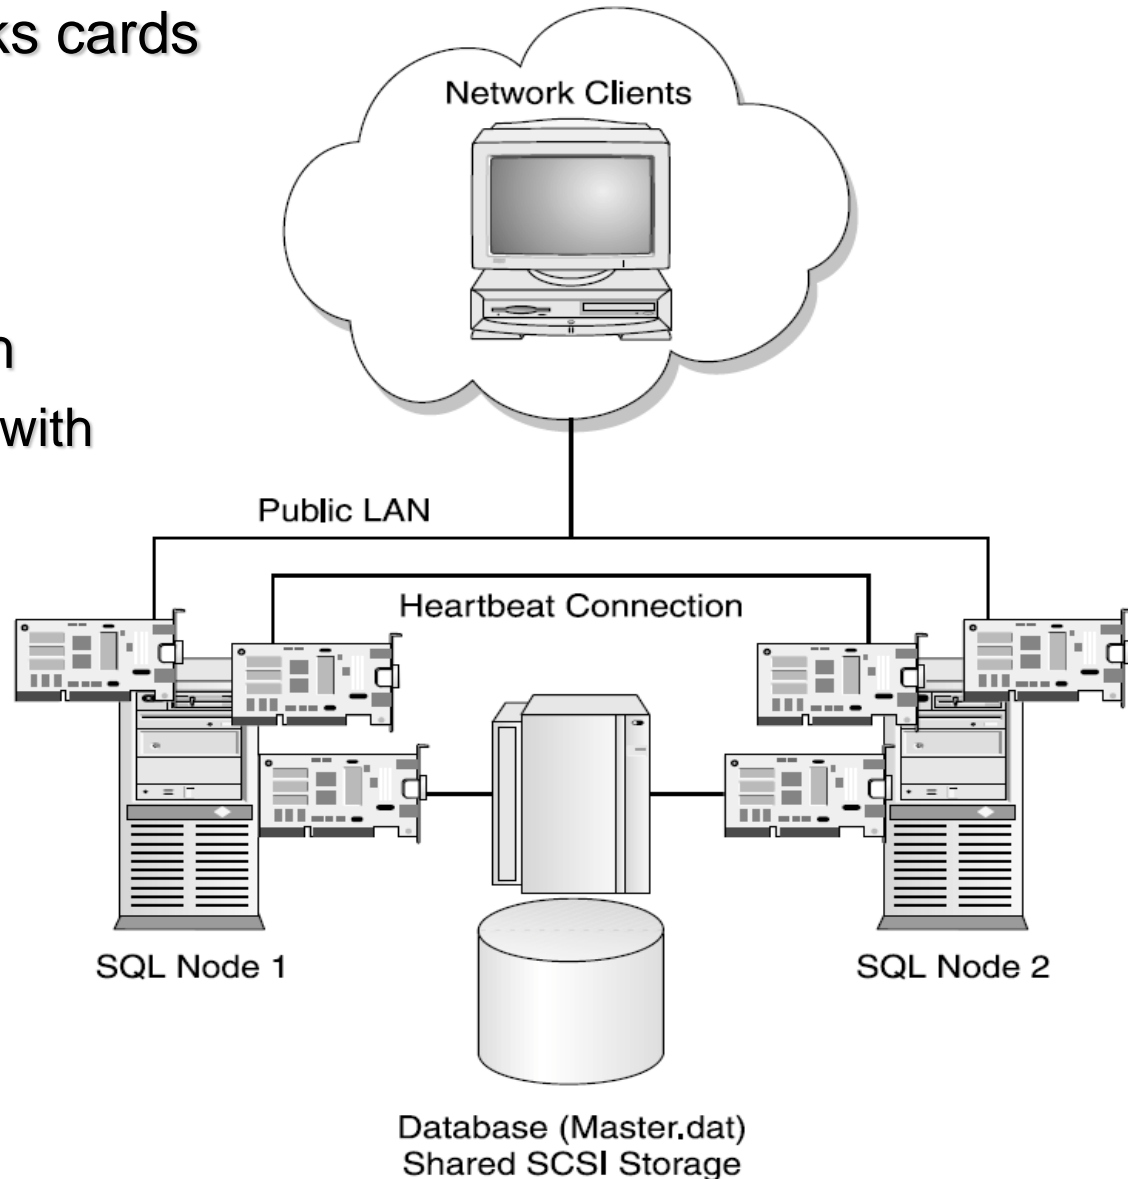 ks cards
Network Clients
n
with
Public LAN
Heartbeat Connection
SQL Node 1
SQL Node 2
Database (Master.dat)
Shared SCSI Storage